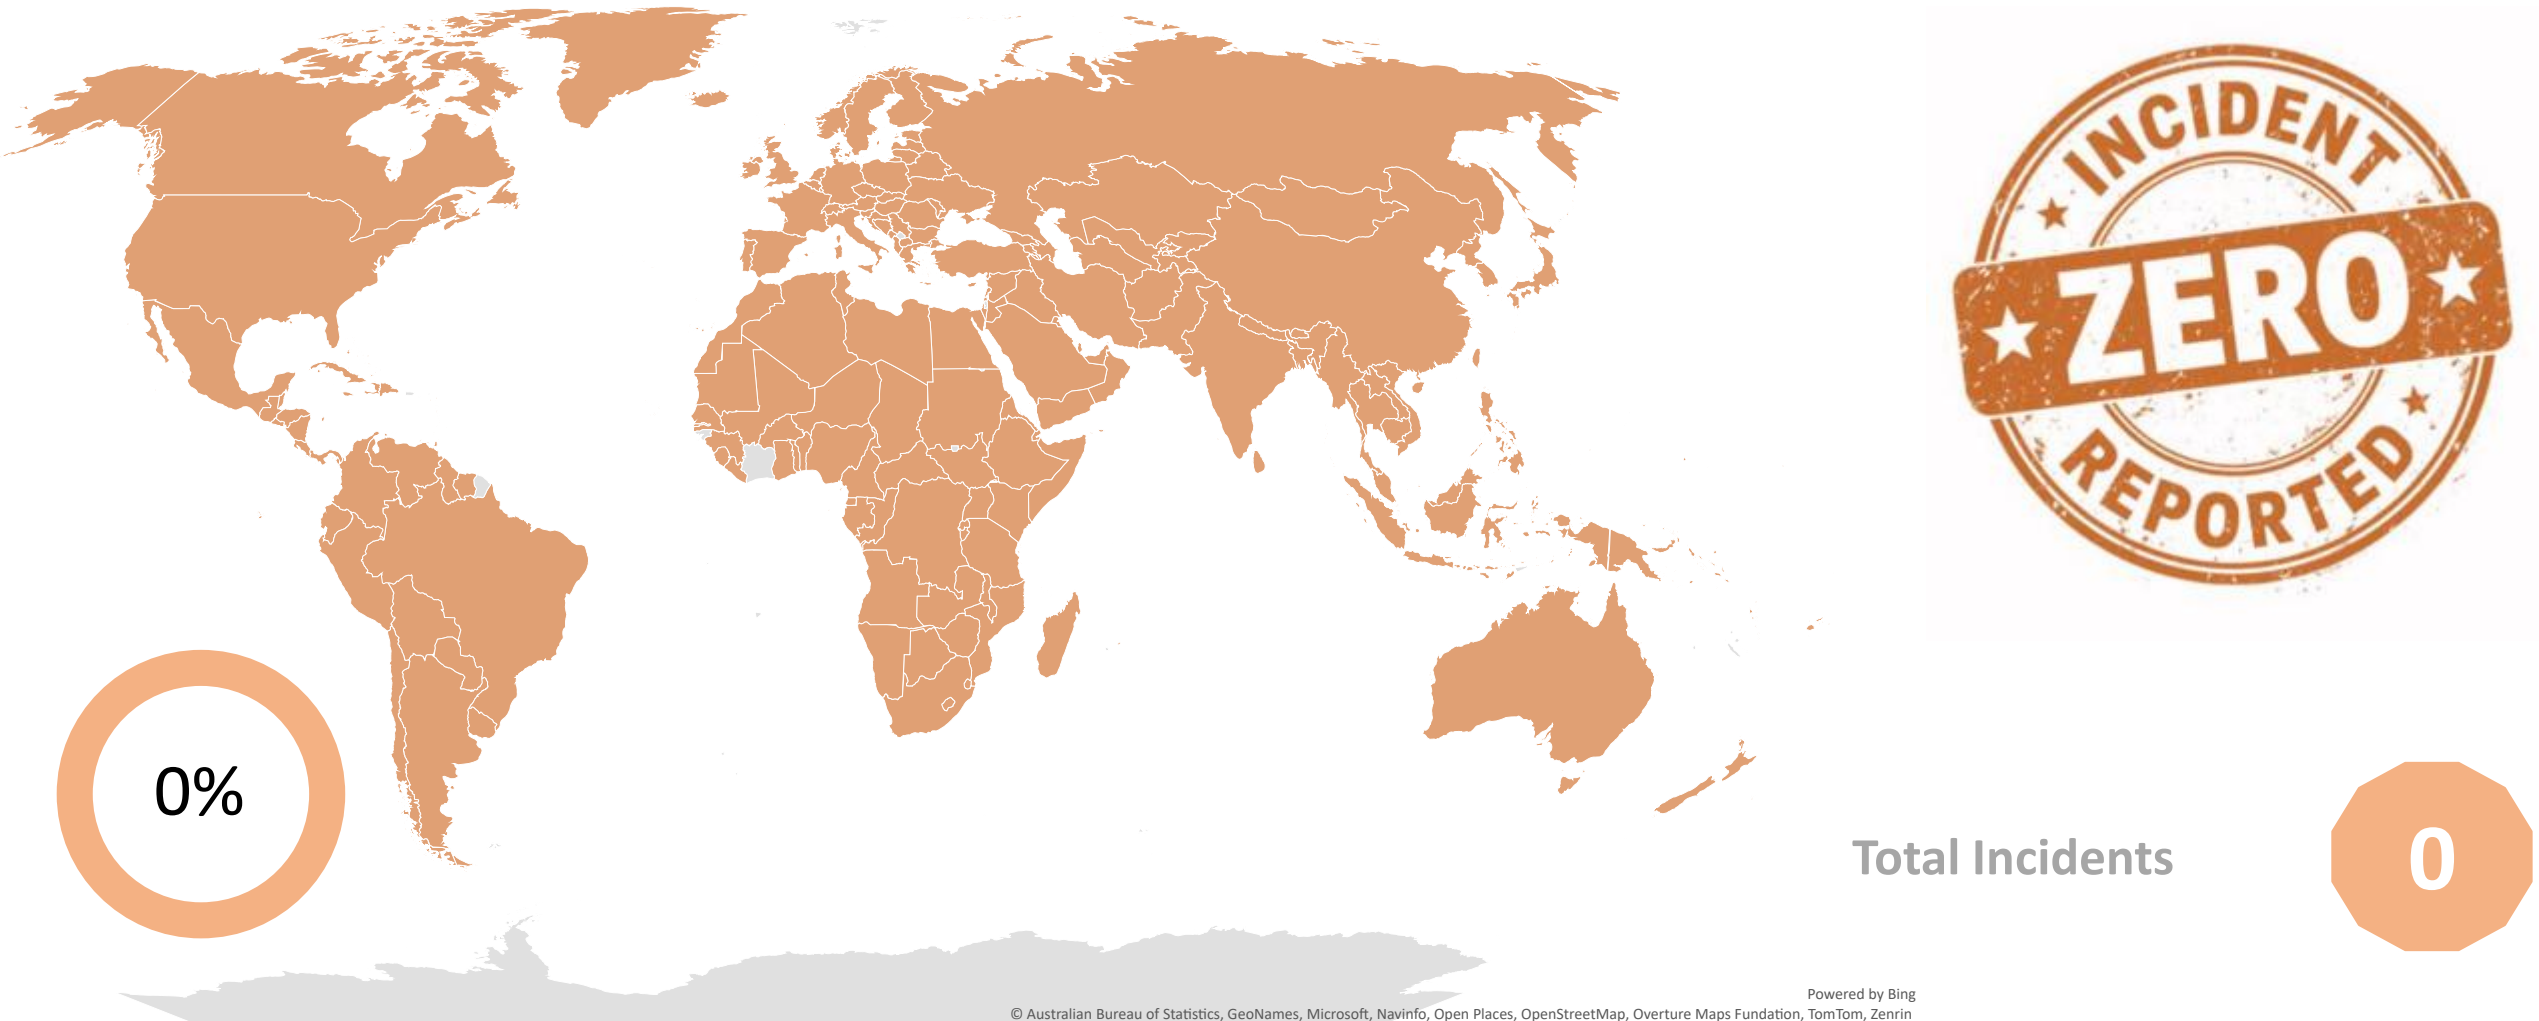 INCIDENT
ZERO
REPORTED
0%
Total Incidents
0
Powered by Bing
© Australian Bureau of Statistics, GeoNames, Microsoft, Navinfo, Open Places, OpenStreetMap, Overture Maps Fundation, TomTom, Zenrin